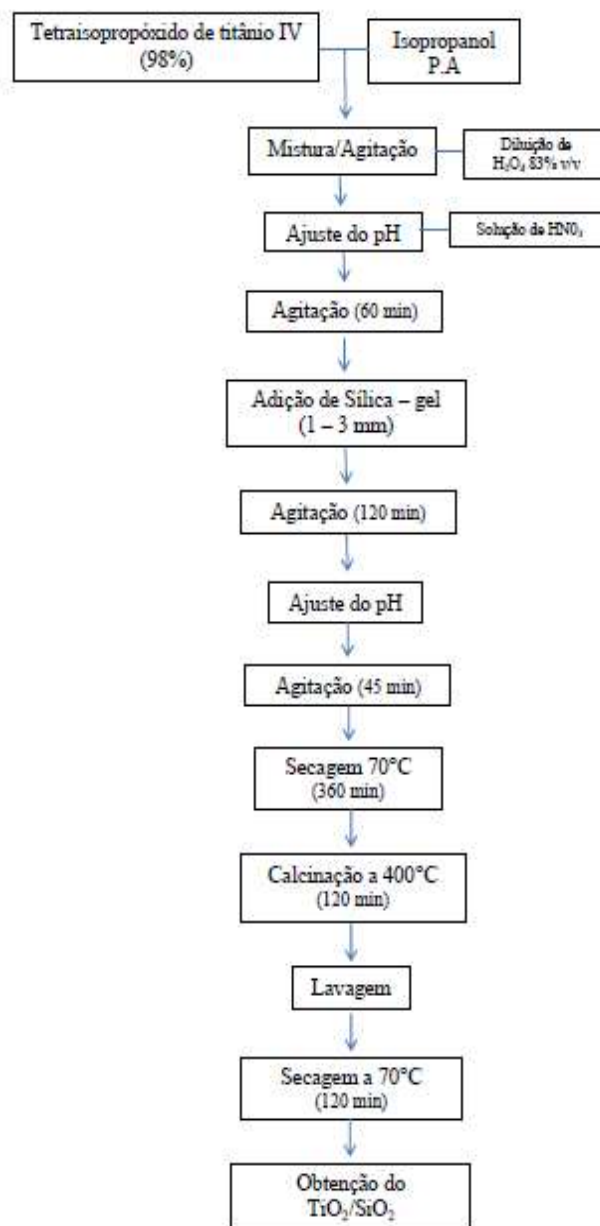 Tetraisopropóxido de titânio IV
(98%)
Isopropanol
P.A
Mistura/Agitação
Diluição de
83% v/v
Ajuste do pH
Solução de HN0₃
Agitação (60 min)
Adição de Sílica – gel
(1 – 3 mm)
Agitação (120 min)
Ajuste do pH
Agitação (45 min)
Secagem 70°C
(360 min)
Calcinação a 400°C
(120 min)
Lavagem
Secagem a 70°C
(120 min)
Obtenção do
TiO₂/SiO₂